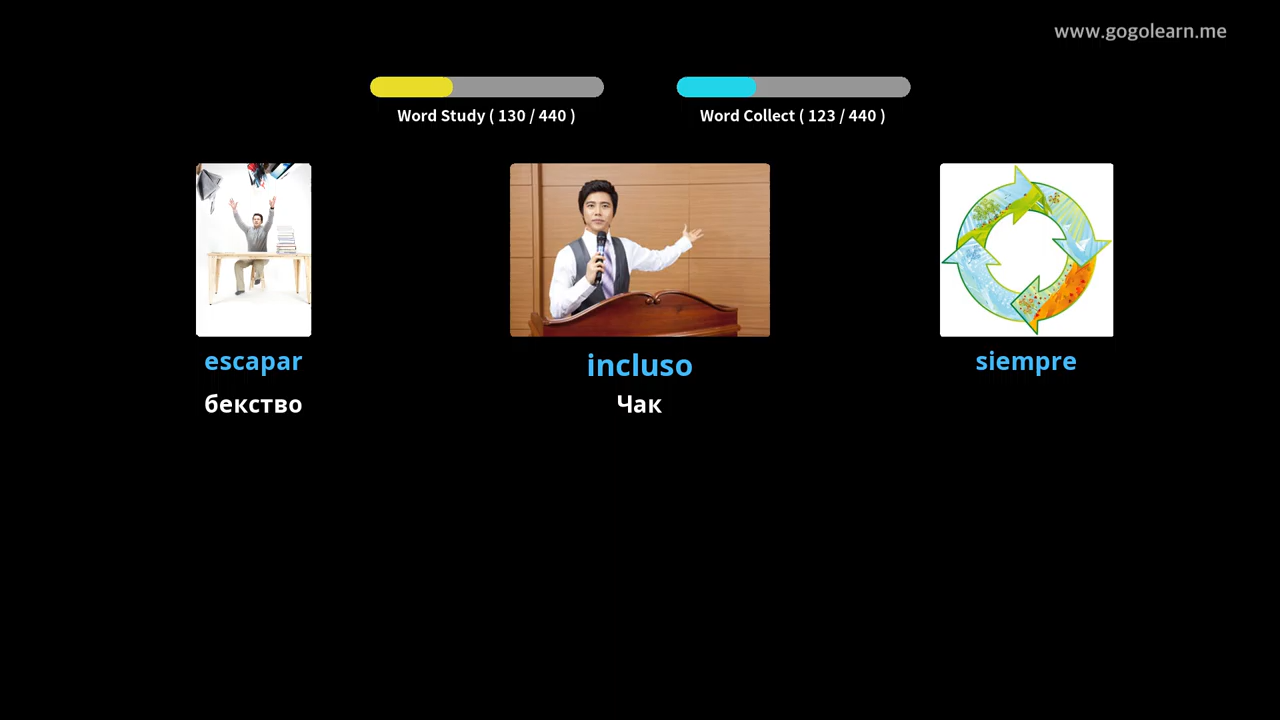 www.gogolearn.me
Word Study ( 130 / 440 )
Word Collect ( 123 / 440 )
escapar
incluso
siempre
бекство
Чак